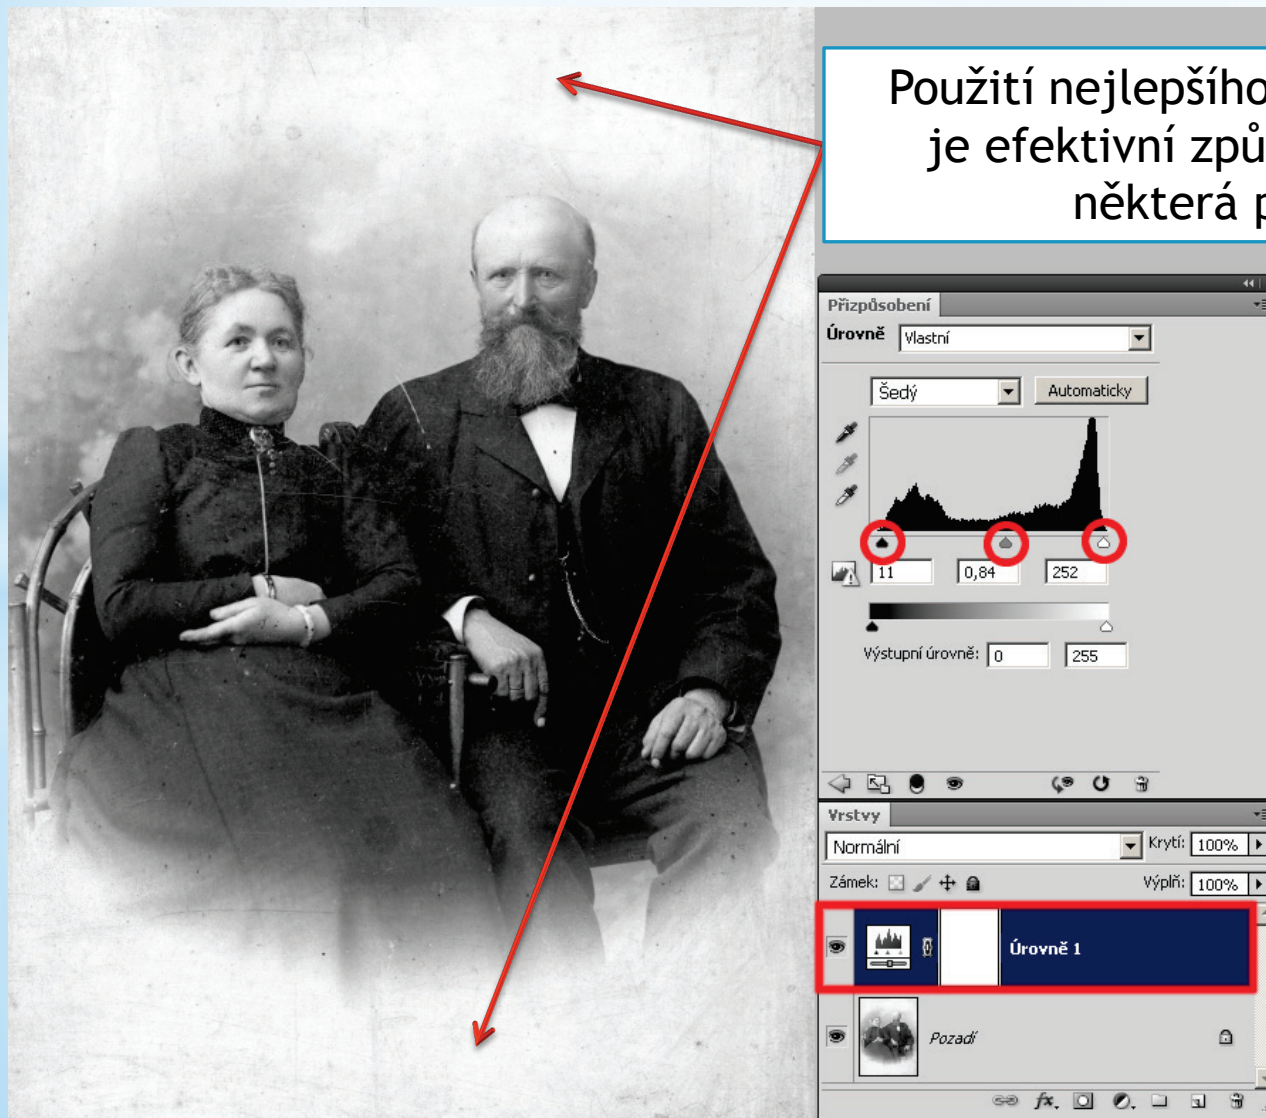 Použití nejlepšího
je efektivní způ
některá p
Přizpůsobení
Úrovně Vlastní
Šedý Automaticky
11 0,84 252
Výstupní úrovně: 0 255
Vrstvy
Normální Krytí: 100%
Zámek: Výplň: 100%
Úrovně 1
Pozadí
fx.